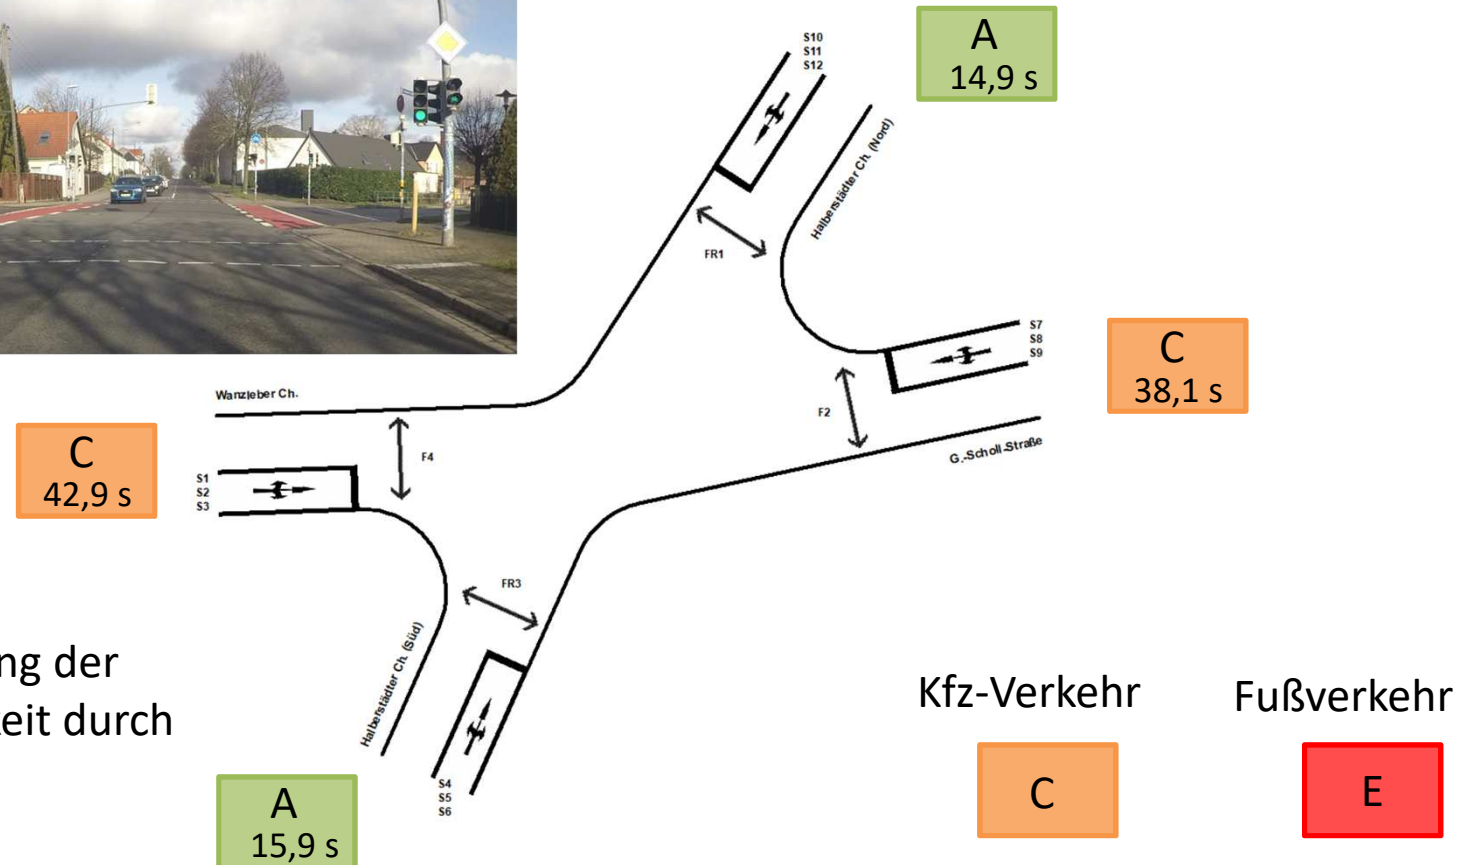 S10
S11
S12
A
14,9 s
Halberstädter Ch. (Nord)
FR1
S7
S8
S9
C
38,1 s
Wanzleber Ch.
F2
G.-Scholl-Straße
C
42,9 s
S1
S2
S3
F4
FR3
Halberstädter Ch. (Süd)
ng der
keit durch
Kfz-Verkehr
Fußverkehr
S4
S5
S6
A
15,9 s
C
E